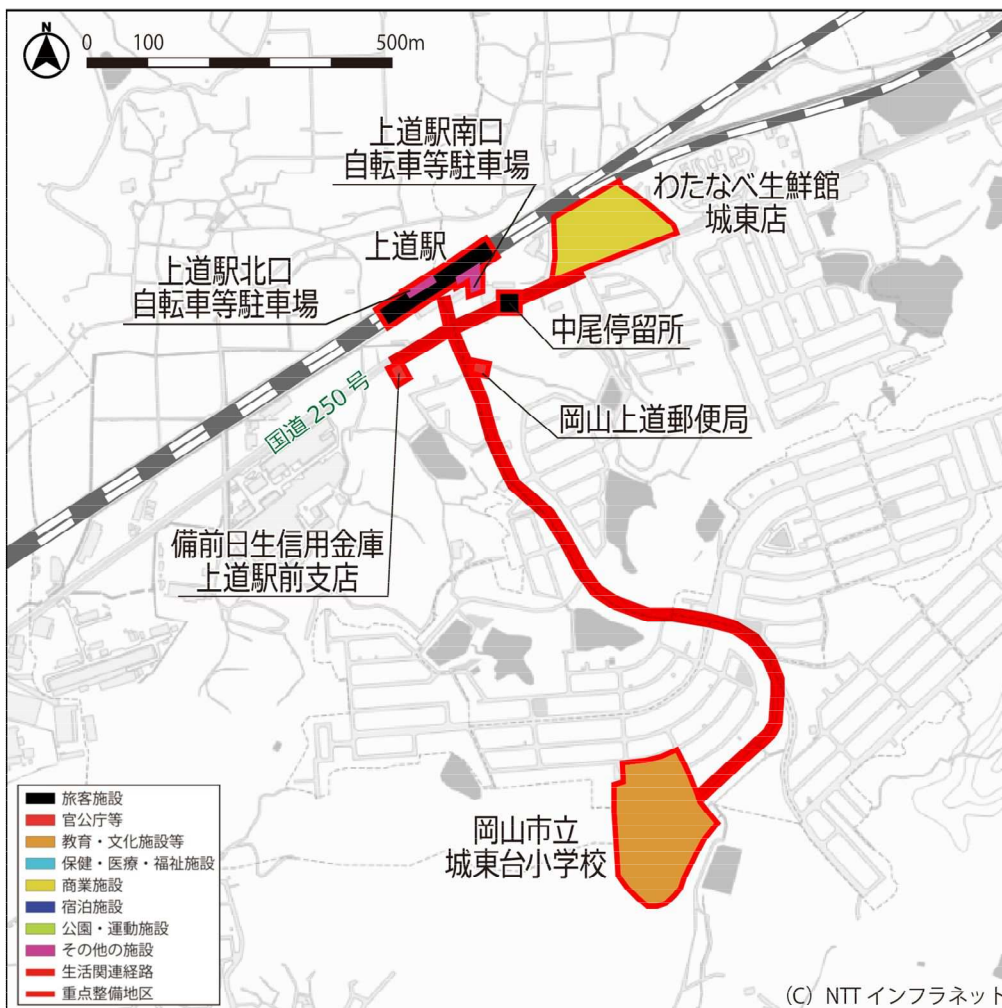 N
0 100 500m
上道駅南口
自転車等駐車場
わたなべ生鮮館
城東店
上道駅
上道駅北口
自転車等駐車場
中尾停留所
国道 250 号
岡山上道郵便局
備前日生信用金庫
上道駅前支店
岡山市立
城東台小学校
旅客施設
官公庁等
教育・文化施設等
保健・医療・福祉施設
商業施設
宿泊施設
公園・運動施設
その他の施設
生活関連経路
重点整備地区
(C) NTT インフラネット